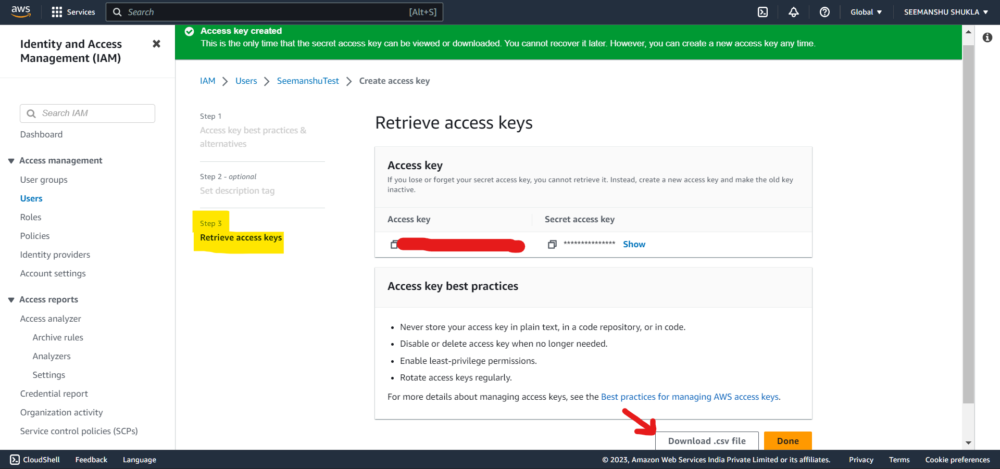 aws Services Search [Alt+S] Global SEEMANSHU SHUKLA
Identity and Access
Management (IAM)
Search IAM
Dashboard
Access management
User groups
Users
Roles
Policies
Identity providers
Account settings
Access reports
Access analyzer
Archive rules
Analyzers
Settings
Credential report
Organization activity
Service control policies (SCPs)
Access key created
This is the only time that the secret access key can be viewed or downloaded. You cannot recover it later. However, you can create a new access key any time.
IAM Users SeemanshuTest Create access key
Step 1
Access key best practices &
alternatives
Step 2 - optional
Set description tag
Step 3
Retrieve access keys
Retrieve access keys
Access key
If you lose or forget your secret access key, you cannot retrieve it. Instead, create a new access key and make the old key
inactive.
Access key Secret access key
*************** Show
Access key best practices
• Never store your access key in plain text, in a code repository, or in code.
• Disable or delete access key when no longer needed.
• Enable least-privilege permissions.
• Rotate access keys regularly.
For more details about managing access keys, see the Best practices for managing AWS access keys.
Download .csv file Done
CloudShell Feedback Language © 2023, Amazon Web Services India Private Limited or its affiliates. Privacy Terms Cookie preferences